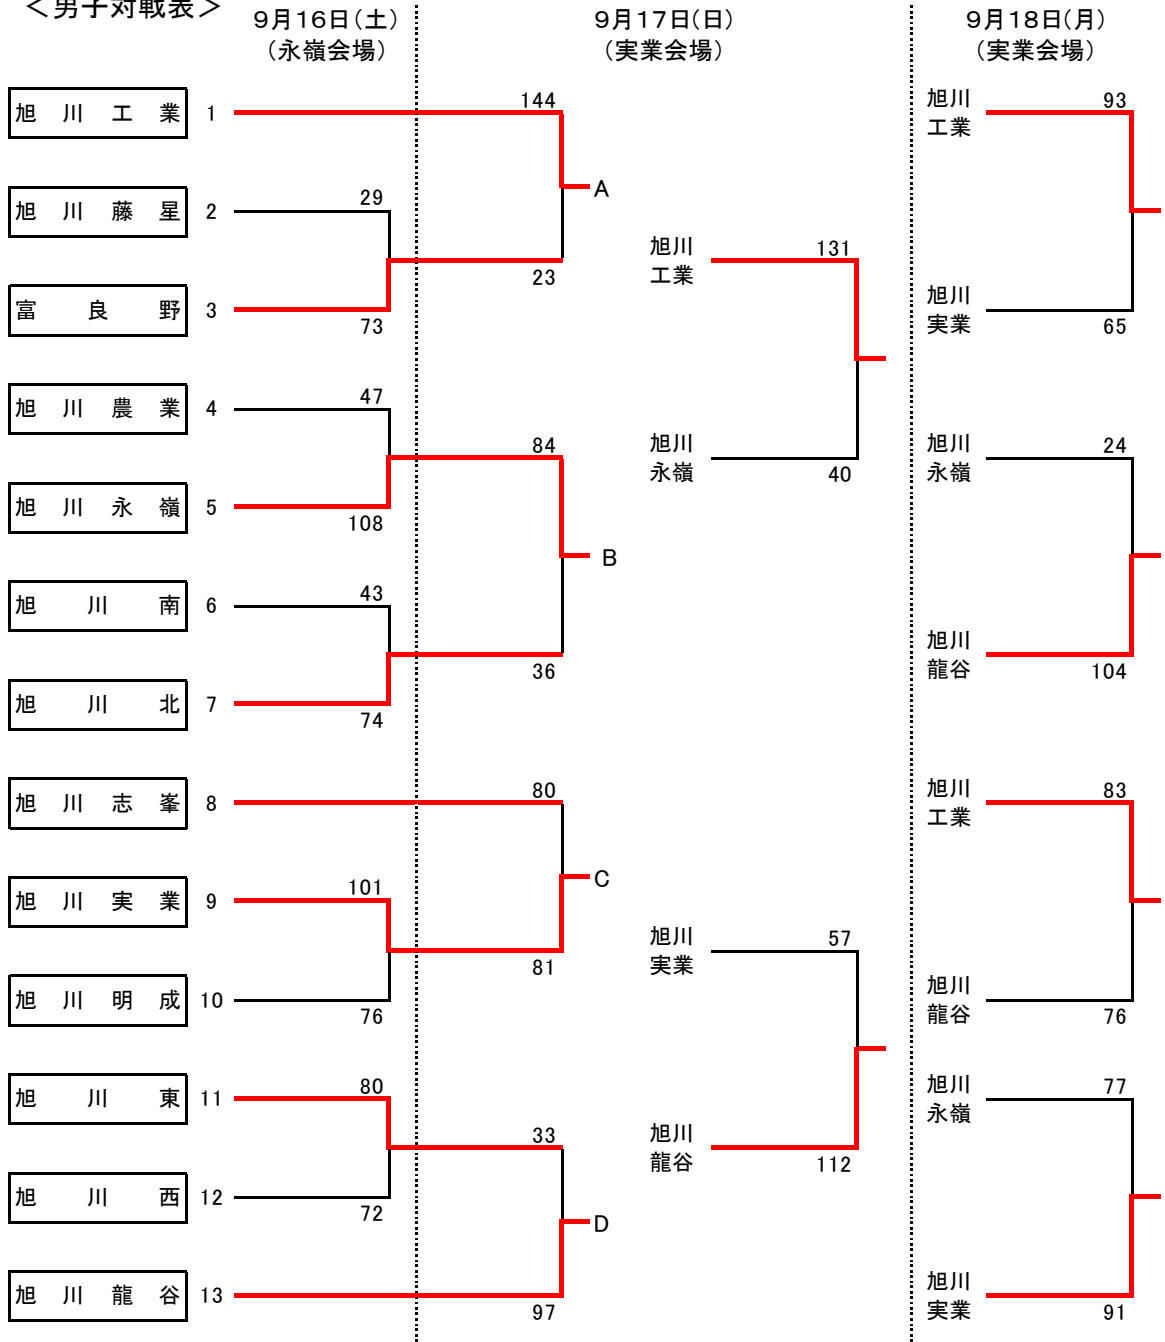 <男子対戦表>
9月16日(土)
(永嶺会場)
9月17日(日)
(実業会場)
9月18日(月)
(実業会場)
旭川工業 1
旭川藤星 2
富良野 3
旭川農業 4
旭川永嶺 5
旭川南 6
旭川北 7
旭川志峯 8
旭川実業 9
旭川明成 10
旭川東 11
旭川西 12
旭川龍谷 13
29
73
47
108
43
74
101
76
80
72
144
A
23
84
B
36
80
C
81
33
D
97
旭川
工業
131
旭川
永嶺
40
旭川
実業
57
旭川
龍谷
112
旭川
工業
93
旭川
実業
65
旭川
永嶺
24
旭川
龍谷
104
旭川
工業
83
旭川
龍谷
76
旭川
永嶺
77
旭川
実業
91